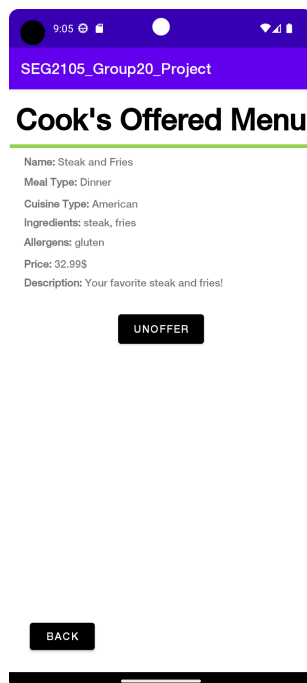 9:05
SEG2105_Group20_Project
Cook's Offered Menu
Name: Steak and Fries
Meal Type: Dinner
Cuisine Type: American
Ingredients: steak, fries
Allergens: gluten
Price: 32.99$
Description: Your favorite steak and fries!
UNOFFER
BACK